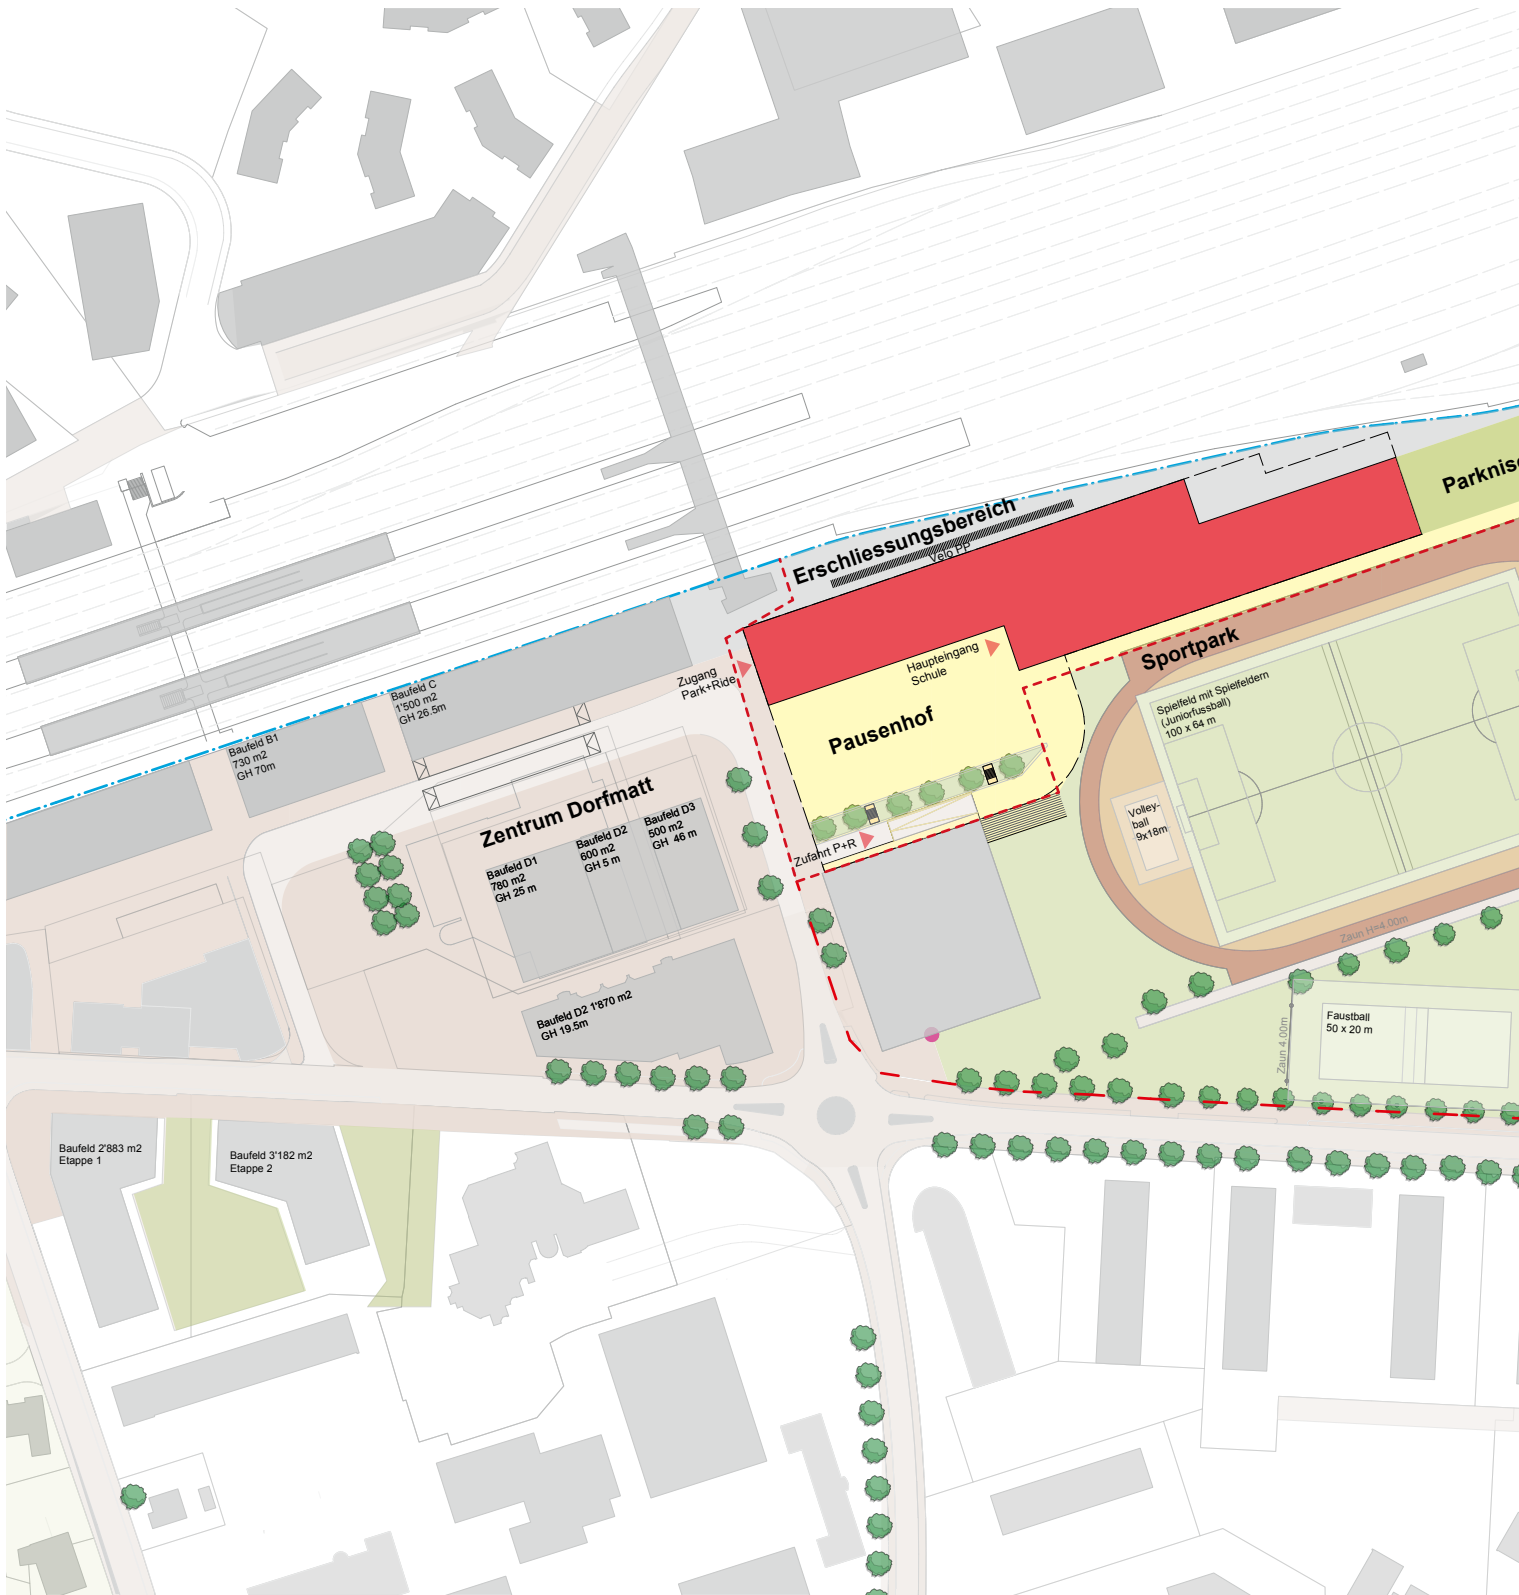 Parknis
Erschliessungsbereich
Velo PP
Sportpark
Haupteingang
Schule
Zugang
Park+Ride
Spielfeld mit Spielfeldern
(Juniorfussball)
100 x 64 m
Baufeld C
1'500 m2
GH 26.5m
Pausenhof
Baufeld B1
730 m2
GH 70m
Zentrum Dorfmatt
Volley-
ball
9x18m
Baufeld D3
500 m2
GH 46 m
Baufeld D2
600 m2
GH 5 m
Baufeld D1
780 m2
GH 25 m
Zufahrt P+R
Zaun H=4.00m
Baufeld D2 1'870 m2
GH 19.5m
Faustball
50 x 20 m
Zaun 4.00m
Baufeld 2'883 m2
Etappe 1
Baufeld 3'182 m2
Etappe 2